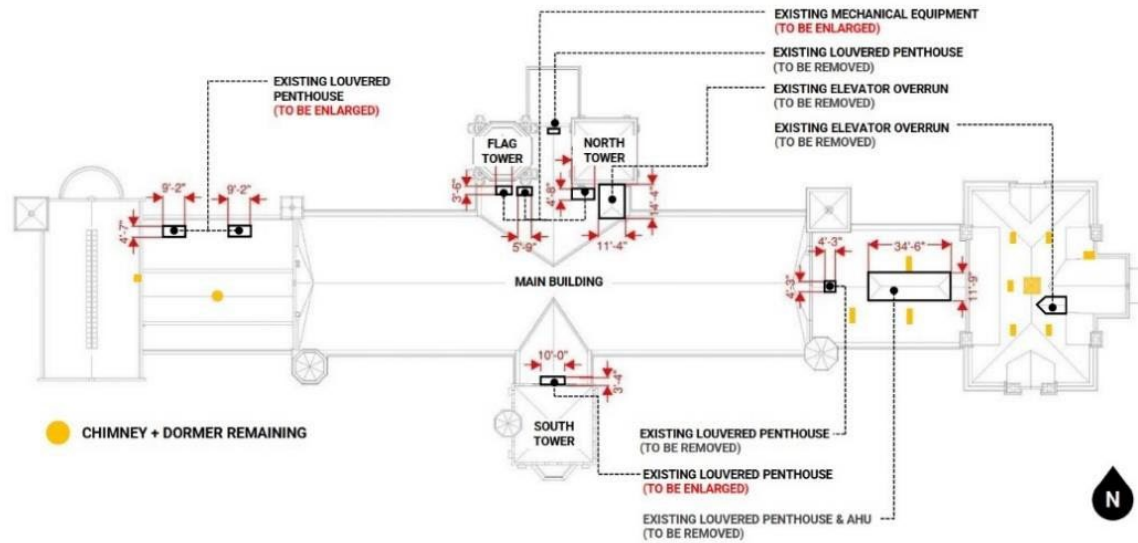 EXISTING MECHANICAL EQUIPMENT
(TO BE ENLARGED)
EXISTING LOUVERED PENTHOUSE
(TO BE REMOVED)
EXISTING ELEVATOR OVERRUN
(TO BE REMOVED)
EXISTING ELEVATOR OVERRUN
(TO BE REMOVED)
EXISTING LOUVERED
PENTHOUSE
(TO BE ENLARGED)
FLAG
TOWER
NORTH
TOWER
9'-2"
9'-2"
4'-7"
3'-6"
5'-9"
4'-8"
11'-4"
14'-4"
4'-3"
4'-3"
34'-6"
11'-9"
MAIN BUILDING
10'-0"
3'-4"
SOUTH
TOWER
CHIMNEY + DORMER REMAINING
EXISTING LOUVERED PENTHOUSE
(TO BE REMOVED)
EXISTING LOUVERED PENTHOUSE
(TO BE ENLARGED)
EXISTING LOUVERED PENTHOUSE & AHU
(TO BE REMOVED)
N